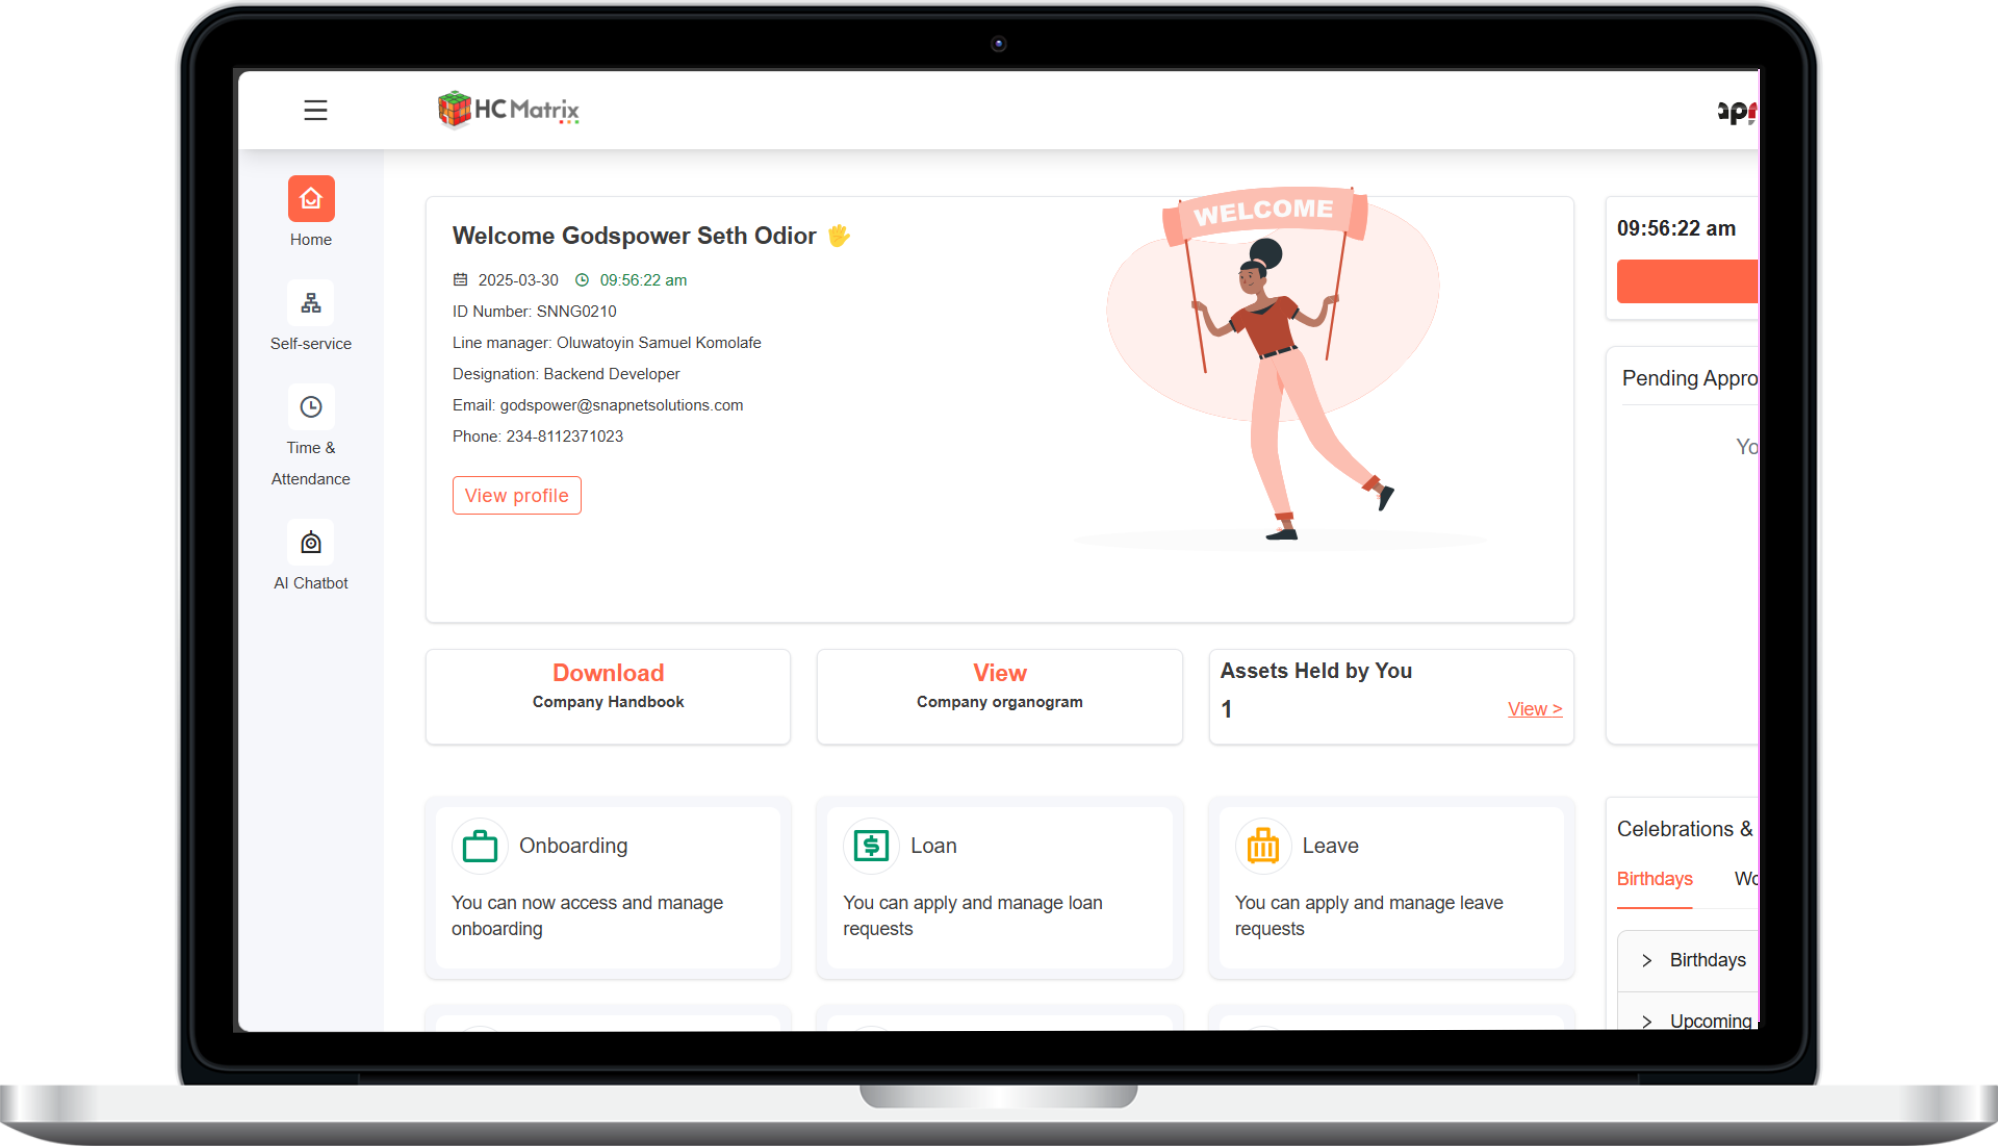 HCMatrix
Home
Self-service
Time &
Attendance
AI Chatbot
Welcome Godspower Seth Odior
2025-03-30 09:56:22 am
ID Number: SNNG0210
Line manager: Oluwatoyin Samuel Komolafe
Designation: Backend Developer
Email: godspower@snapnetsolutions.com
Phone: 234-8112371023
View profile
WELCOME
09:56:22 am
Pending Appro
Yo
Download
Company Handbook
View
Company organogram
Assets Held by You
1
View >
Onboarding
You can now access and manage
onboarding
Loan
You can apply and manage loan
requests
Leave
You can apply and manage leave
requests
Celebrations &
Birthdays Wo
Birthdays
Upcoming